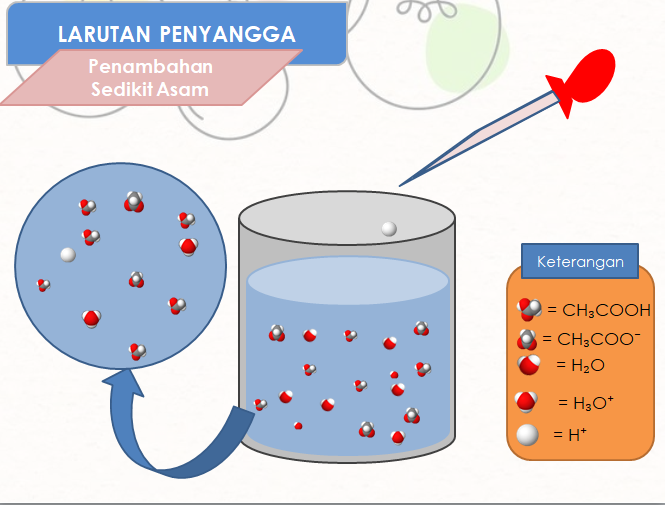 LARUTAN PENYANGGA
Penambahan
Sedikit Asam
Keterangan
= CH₃COOH
= CH₃COO⁻
= H₂O
= H₃O⁺
= H⁺